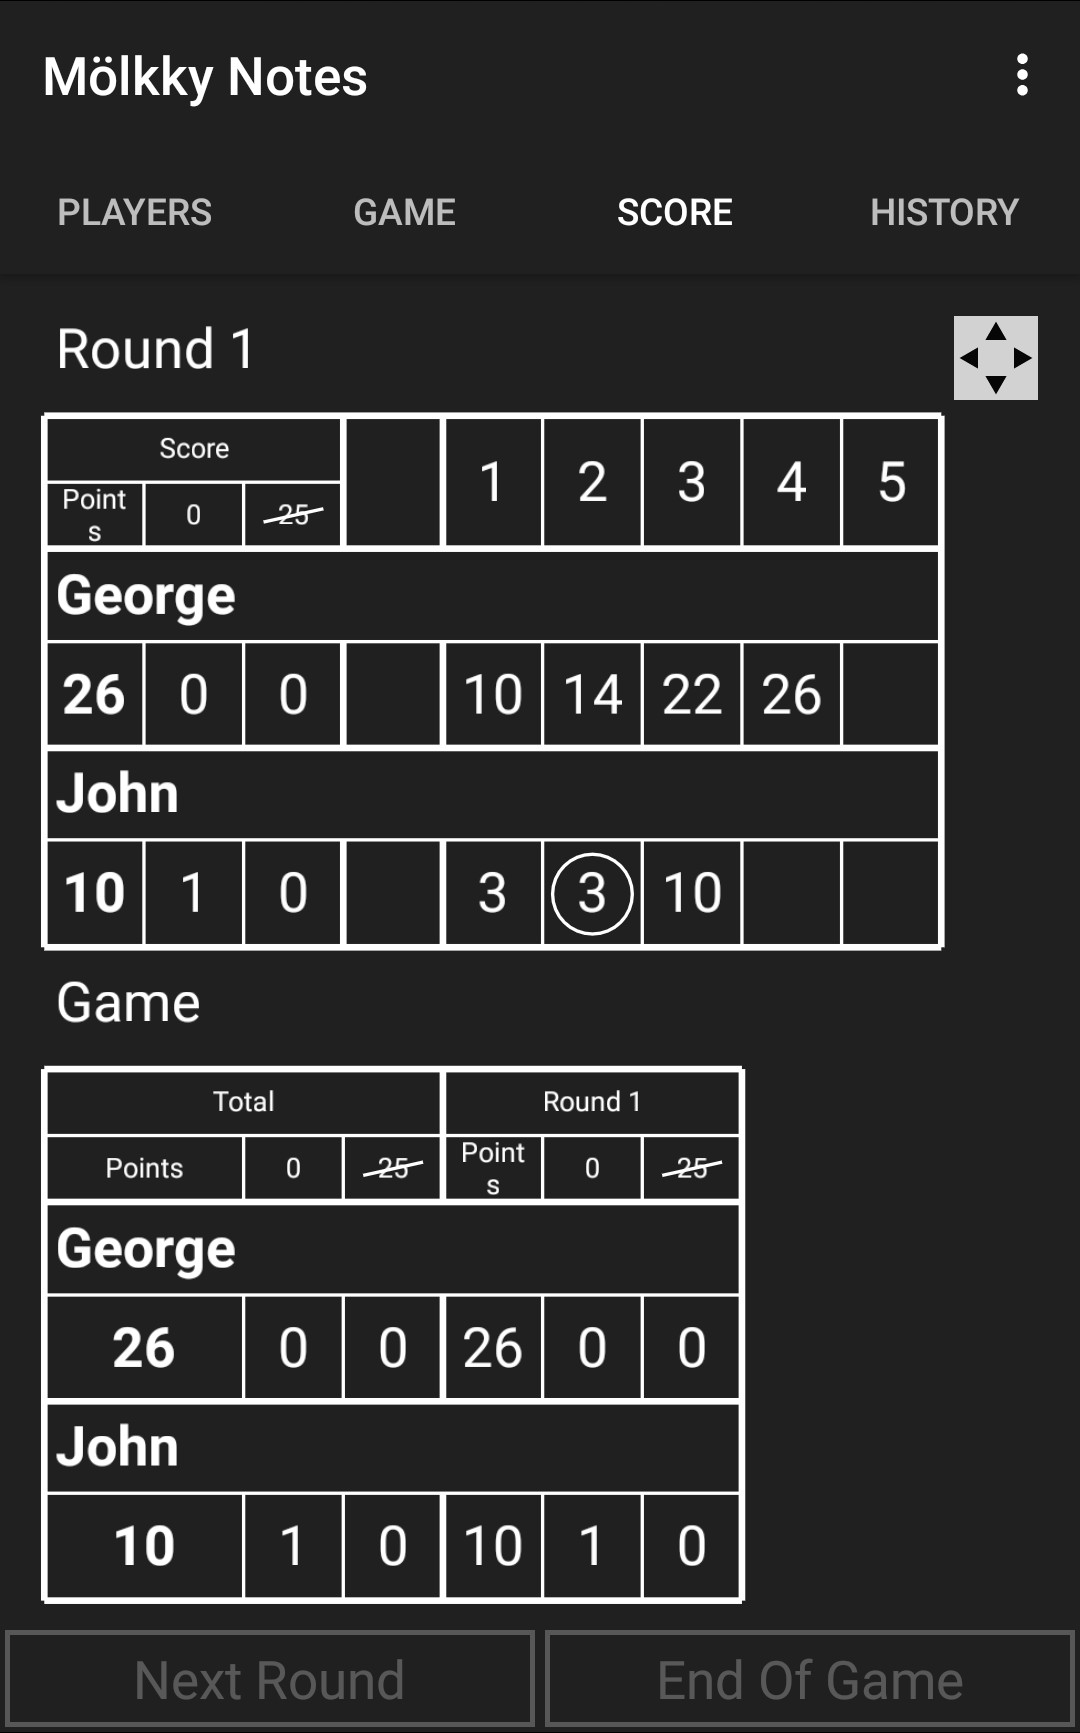 Mölkky Notes
PLAYERS GAME SCORE HISTORY
Round 1
Score 1 2 3 4 5
Point
s 0 25
George
26 0 0 10 14 22 26
John
10 1 0 3 3 10
Game
Total Round 1
Points 0 25 Point
s 0 25
George
26 0 0 26 0 0
John
10 1 0 10 1 0
Next Round End Of Game